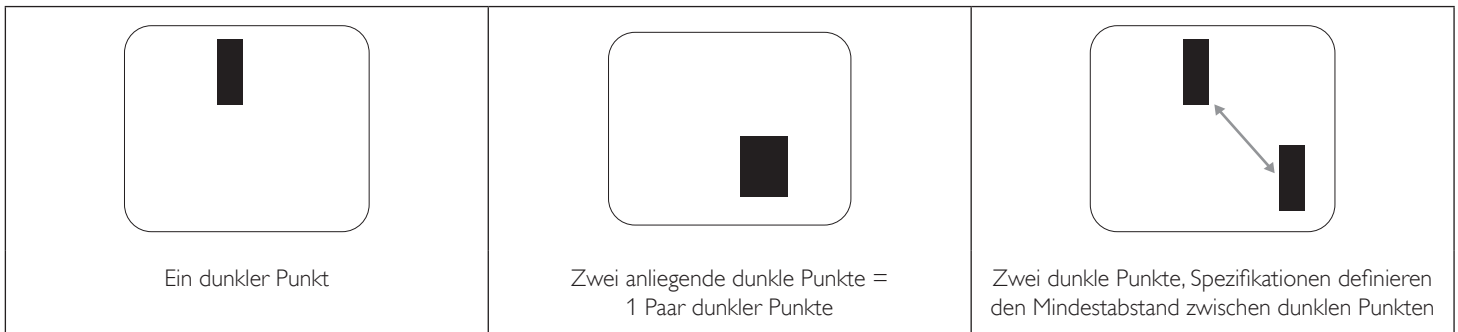 Ein dunkler Punkt
Zwei anliegende dunkle Punkte =
1 Paar dunkler Punkte
Zwei dunkle Punkte, Spezifikationen definieren
den Mindestabstand zwischen dunklen Punkten